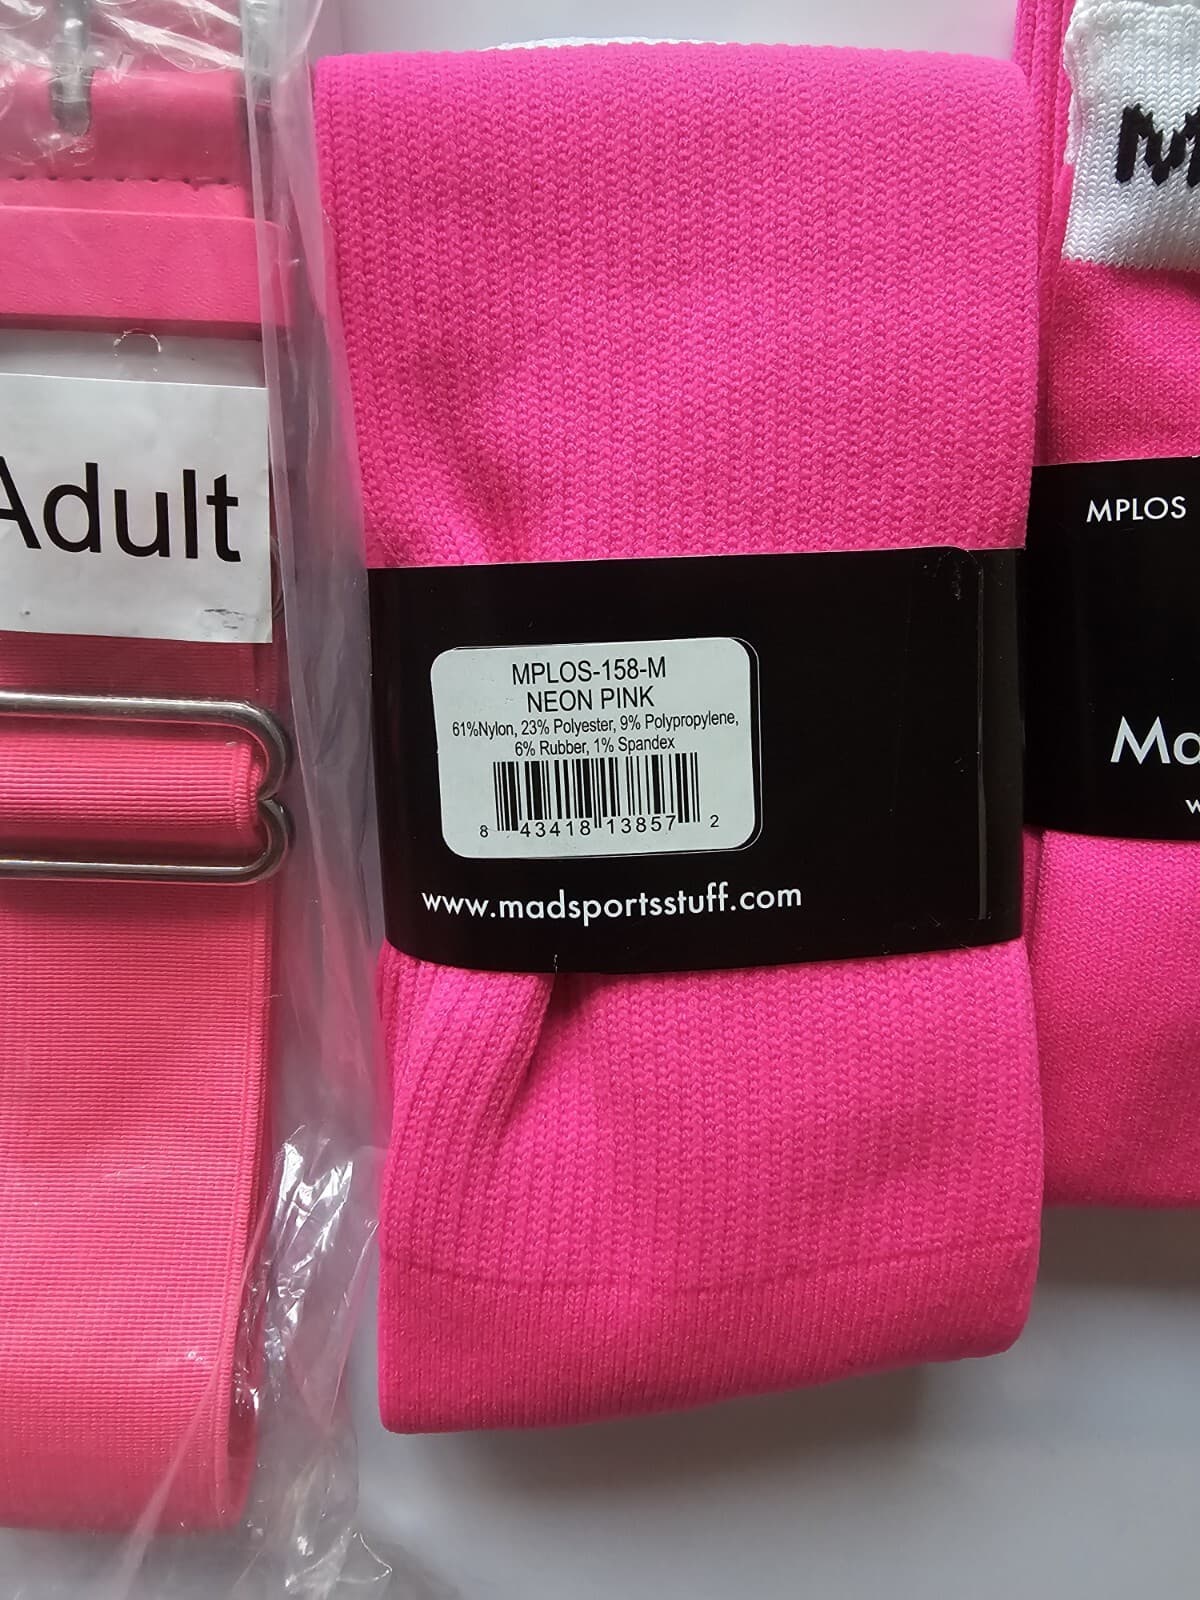 Adult
MPLOS-158-M
NEON PINK
61%Nylon, 23% Polyester, 9% Polypropylene,
6% Rubber, 1% Spandex
8 43418 13857 2
www.madsportsstuff.com
M
MPLOS
Ma
w